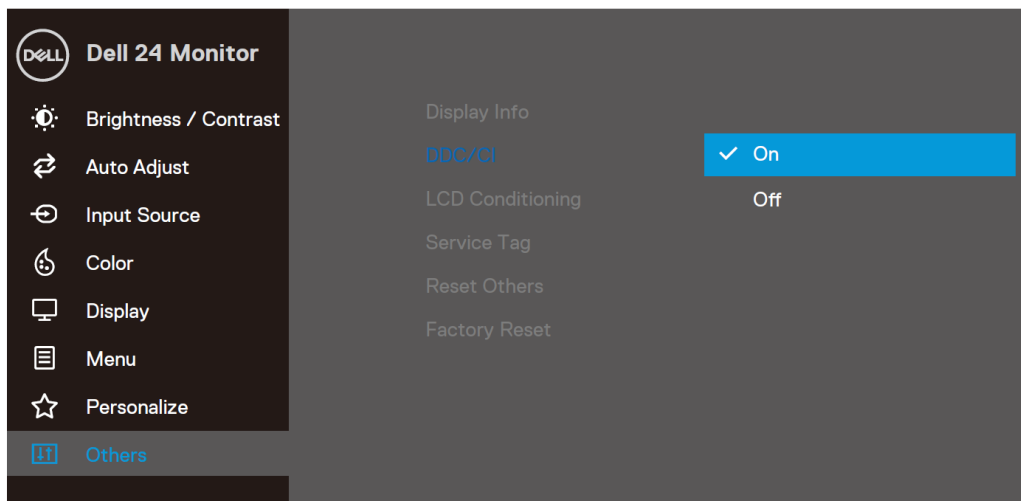 DELL
Dell 24 Monitor
Brightness / Contrast
Auto Adjust
Input Source
Color
Display
Menu
Personalize
Others
Display Info
DDC/CI
LCD Conditioning
Service Tag
Reset Others
Factory Reset
On
Off